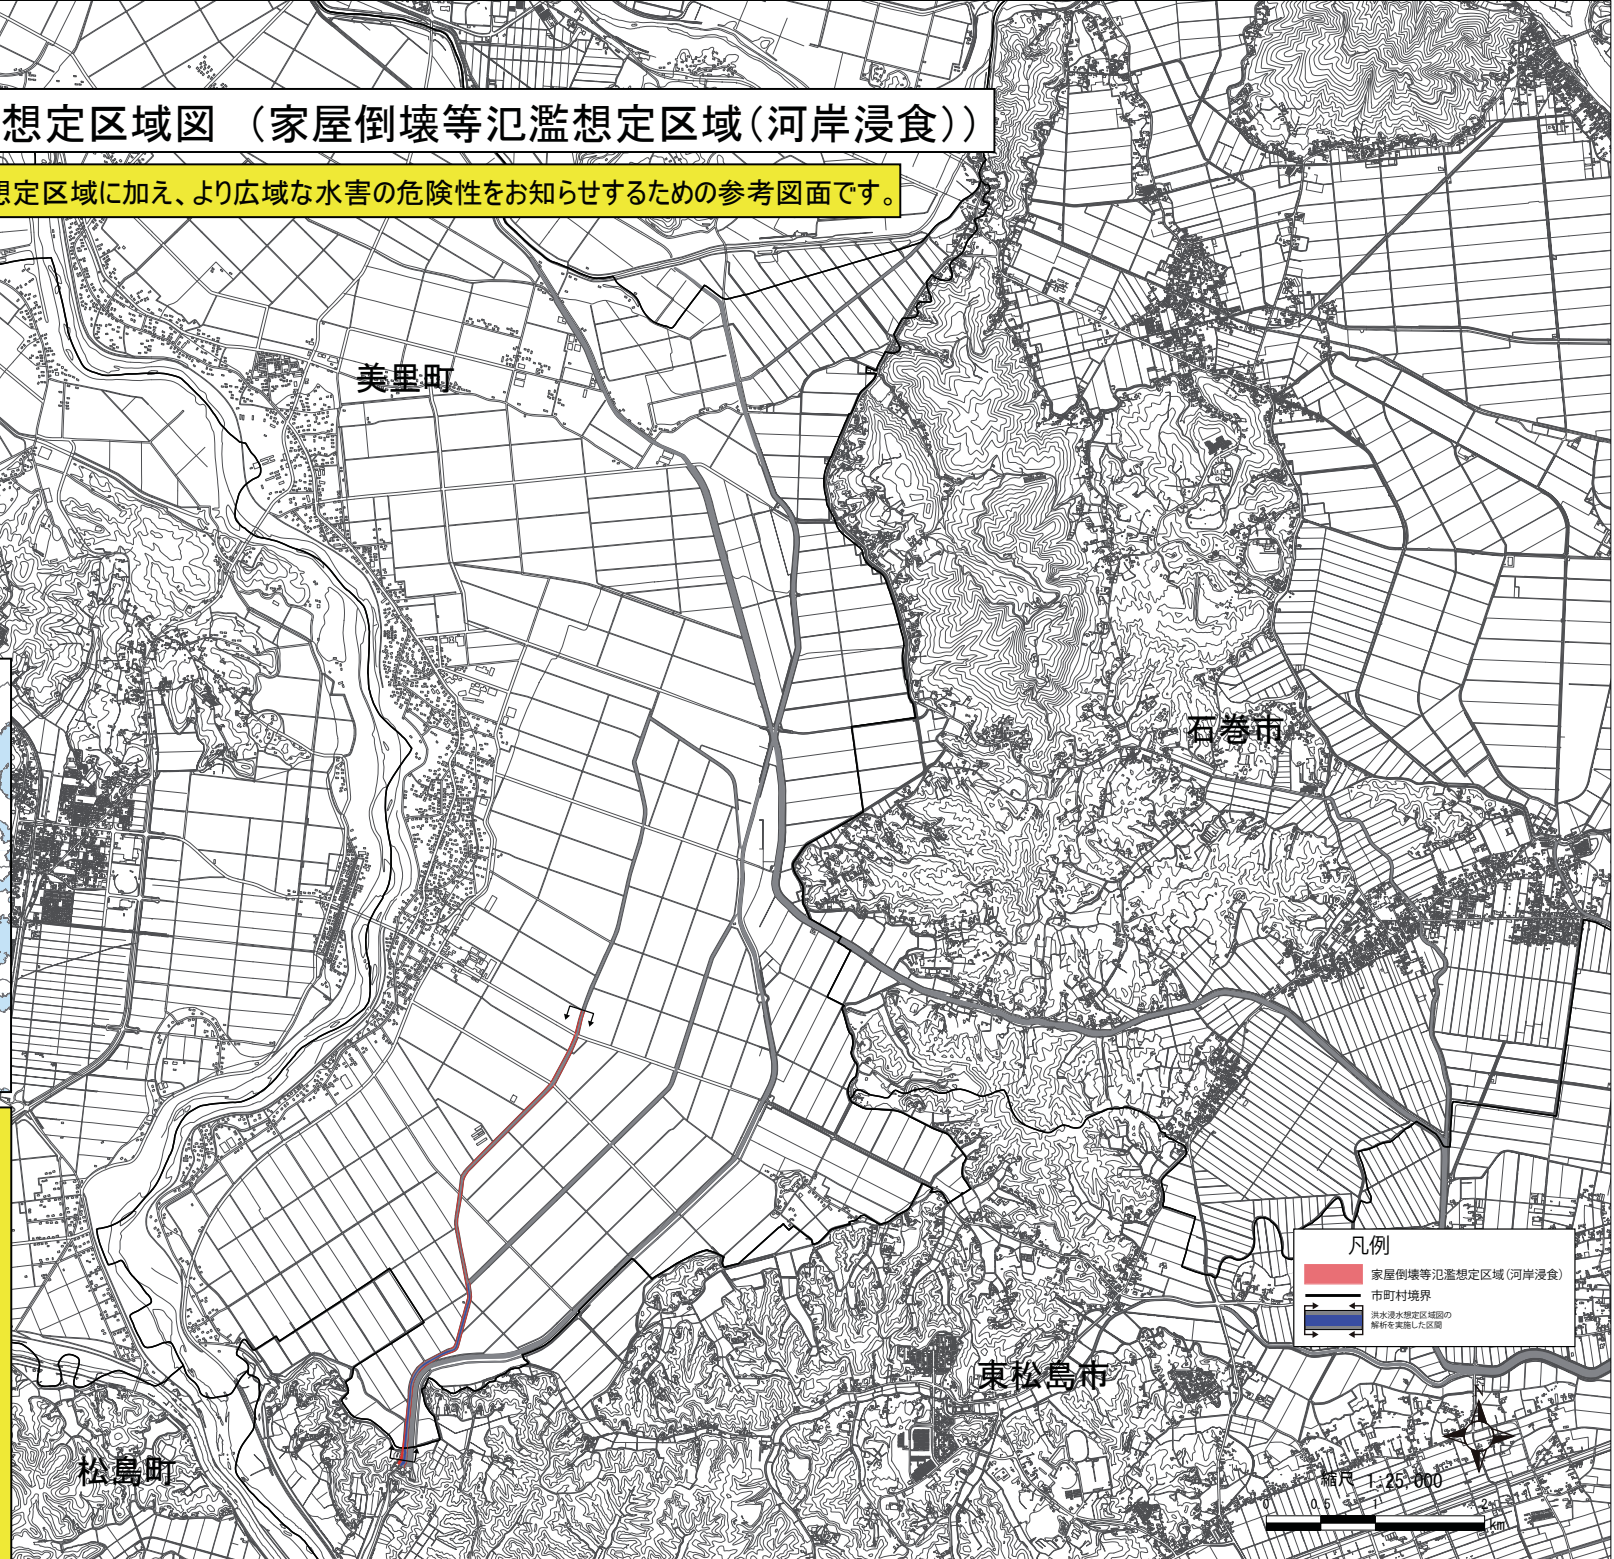 想定区域図 （家屋倒壊等氾濫想定区域（河岸浸食））
想定区域に加え、より広域な水害の危険性をお知らせするための参考図面です。
美里町
石巻市
東松島市
松島町
凡例
家屋倒壊等氾濫想定区域（河岸浸食）
市町村境界
洪水浸水想定区域図の
解析を実施した区間
縮尺 1:25,000
0 0.5 1 2
km